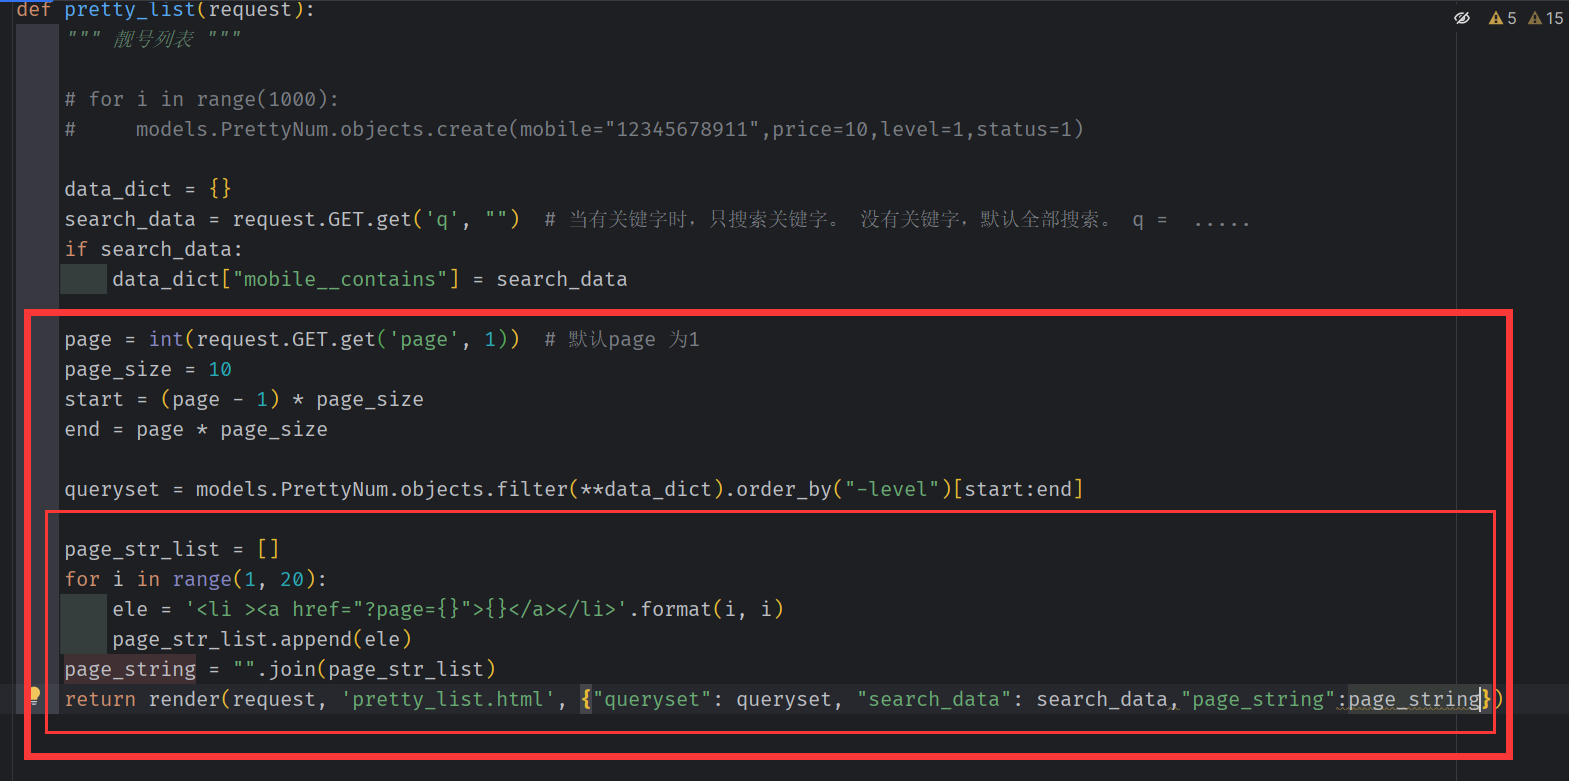 def pretty_list(request):
""" 靓号列表 """
5 15
# for i in range(1000):
#     models.PrettyNum.objects.create(mobile="12345678911",price=10,level=1,status=1)
data_dict = {}
search_data = request.GET.get('q', "")  # 当有关键字时，只搜索关键字。 没有关键字，默认全部搜索。 q =  .....
if search_data:
    data_dict["mobile__contains"] = search_data
page = int(request.GET.get('page', 1))  # 默认page 为1
page_size = 10
start = (page - 1) * page_size
end = page * page_size
queryset = models.PrettyNum.objects.filter(**data_dict).order_by("-level")[start:end]
page_str_list = []
for i in range(1, 20):
    ele = '<li ><a href="?page={}">{}</a></li>'.format(i, i)
    page_str_list.append(ele)
page_string = "".join(page_str_list)
return render(request, 'pretty_list.html', {"queryset": queryset, "search_data": search_data,"page_string":page_string})